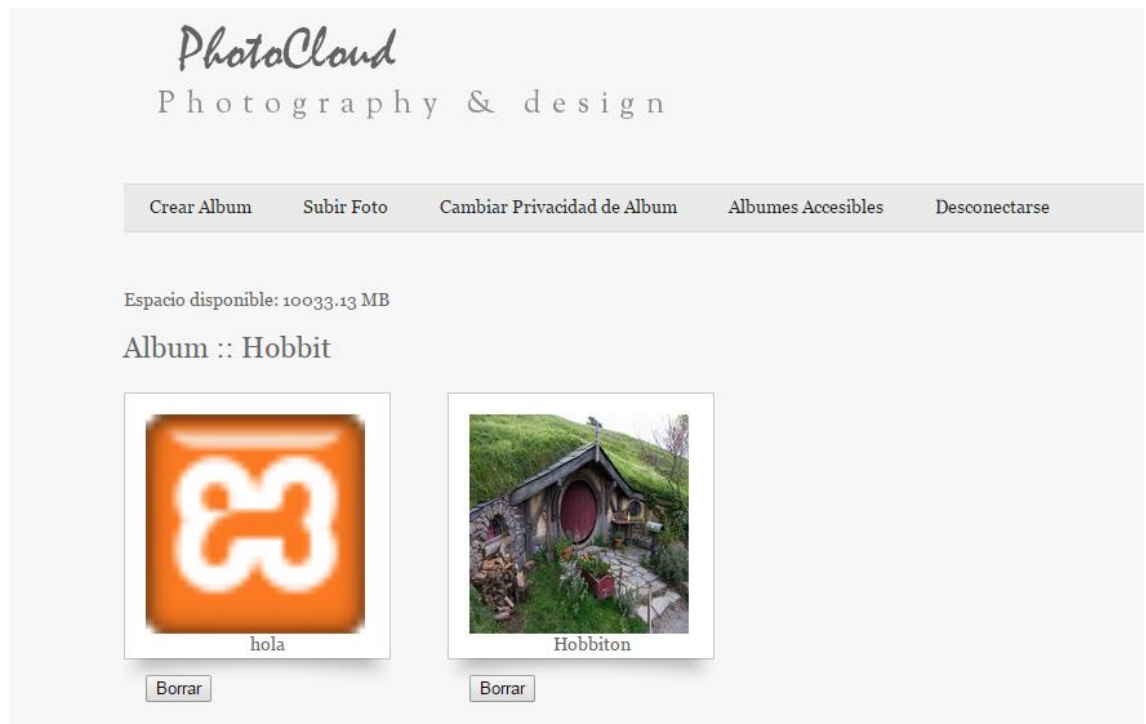 PhotoCloud
Photography & design
Crear Album Subir Foto Cambiar Privacidad de Album Albumes Accesibles Desconectarse
Espacio disponible: 10033.13 MB
Album :: Hobbit
hola Hobbiton
Borrar Borrar